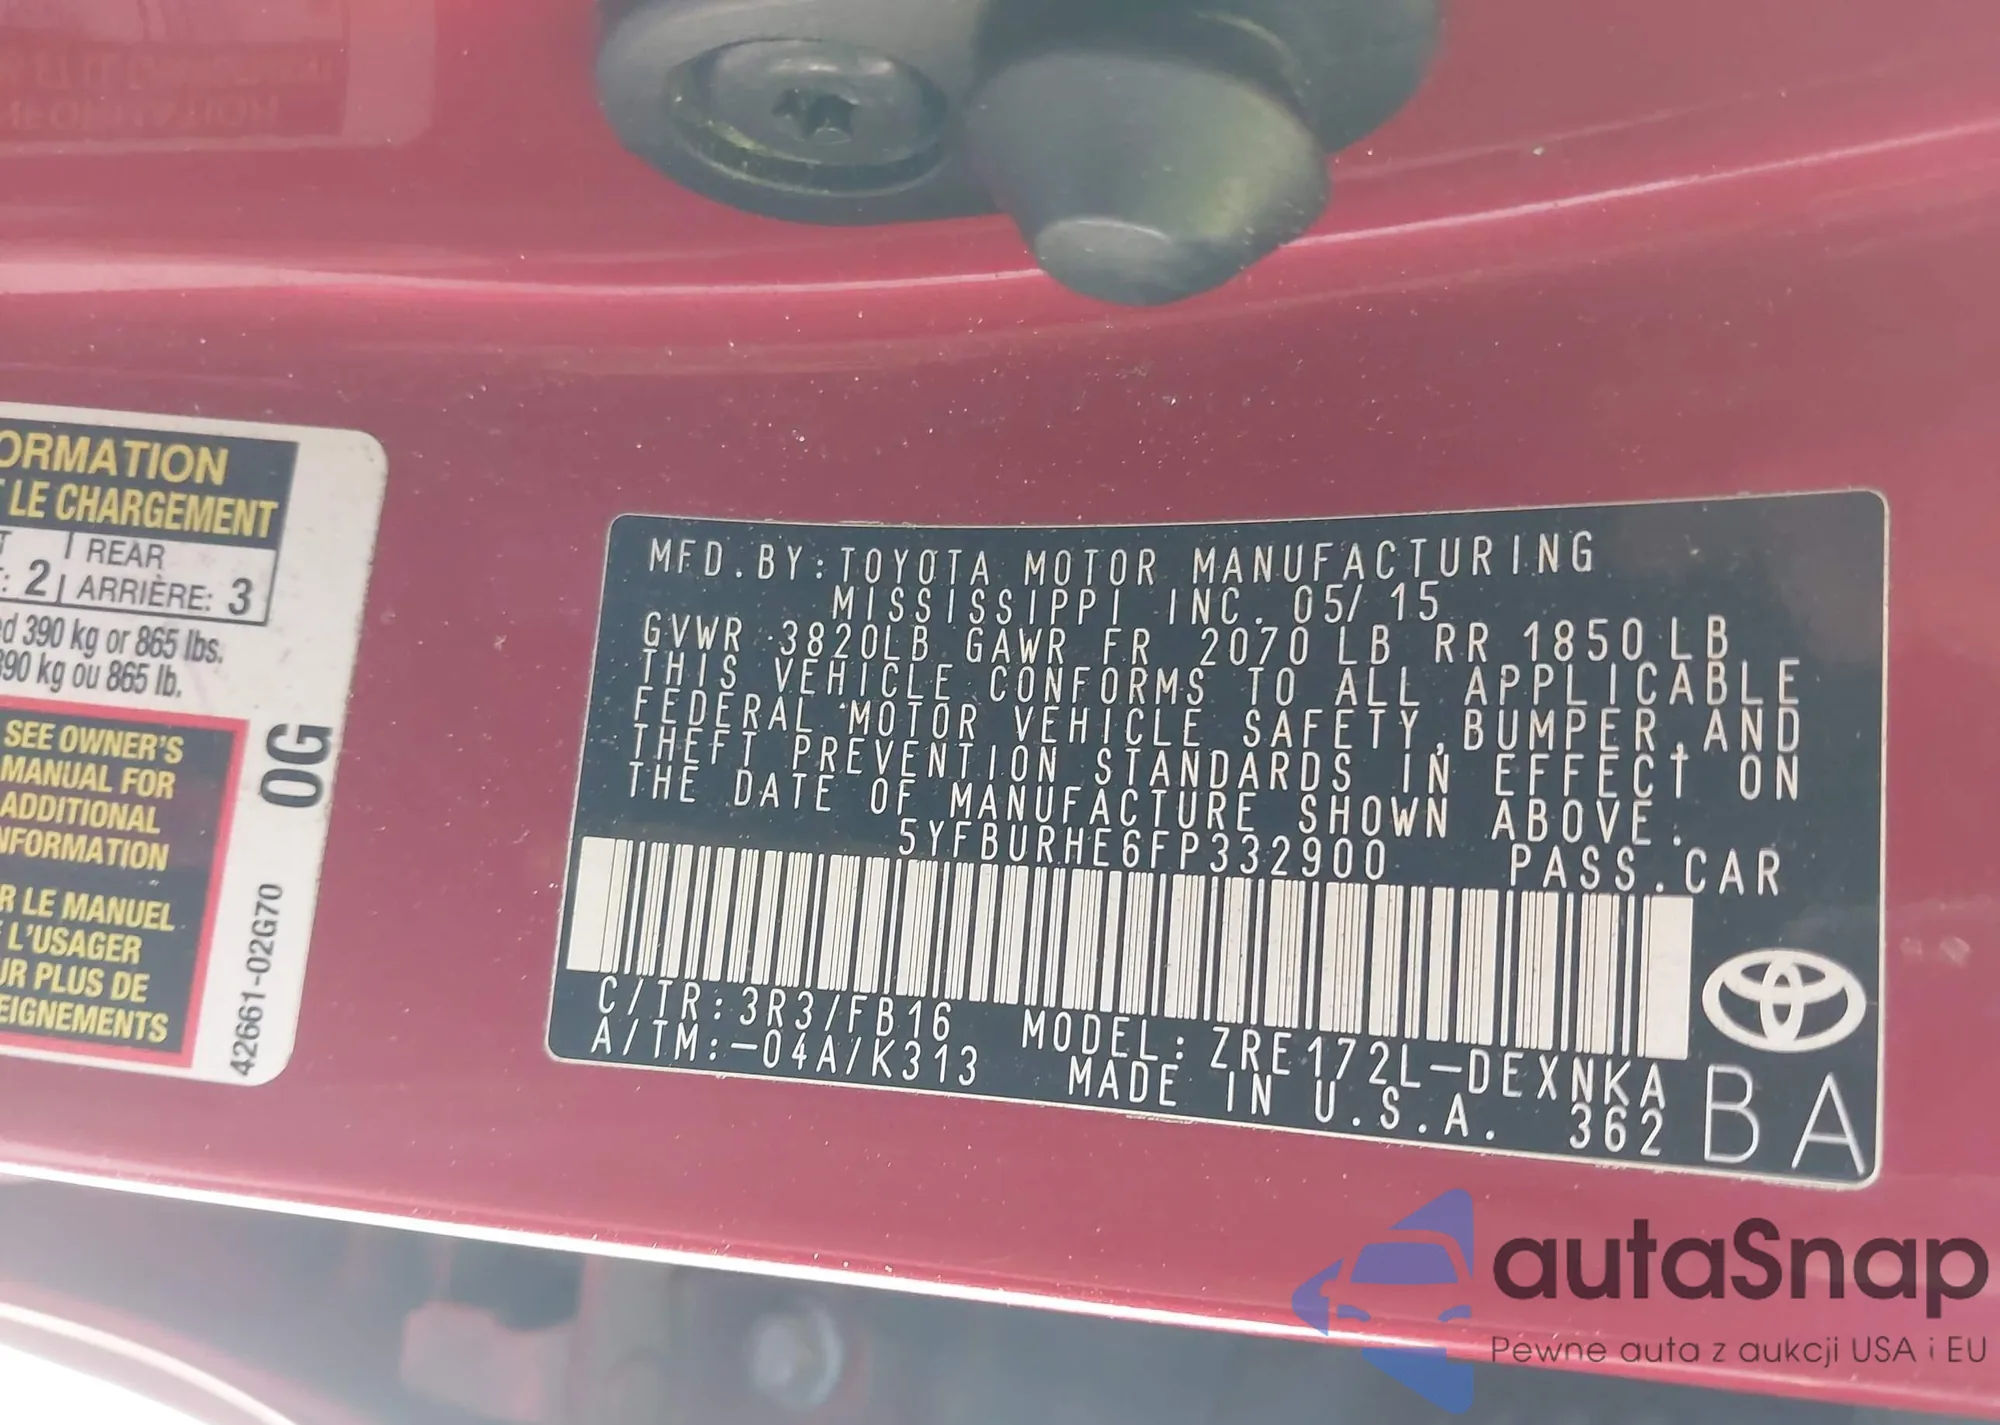 ORMATION
LE CHARGEMENT
REAR
2 ARRIÈRE: 3
390 kg or 865 lbs.
390 kg ou 865 lb.
SEE OWNER'S
MANUAL FOR
ADDITIONAL
NFORMATION
R LE MANUEL
L'USAGER
UR PLUS DE
EIGNEMENTS
0G
42661-02G70
MFD.BY:TOYOTA MOTOR MANUFACTURING
MISSISSIPPI INC. 05/15
GVWR 3820LB GAWR FR 2070LB RR 1850LB
THIS VEHICLE CONFORMS TO ALL APPLICABLE
FEDERAL MOTOR VEHICLE SAFETY,BUMPER,AND
THEFT PREVENTION STANDARDS IN EFFECT ON
THE DATE OF MANUFACTURE SHOWN ABOVE.
5YFBURHE6FP332900 PASS.CAR
C/TR:3R3/FB16 MODEL:ZRE172L-DEXNKA
A/TM:-04A/K313 MADE IN U.S.A. 362
BA
autaSnap
Pewne auta z aukcji USA i EU